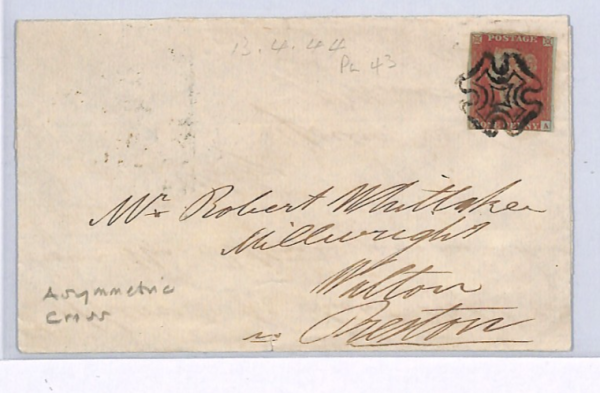 13.4.44
PL 43
POSTAGE
A
Mr Robert Whittaker
Millwright
Walton
Preston
Asymmetric
Cross